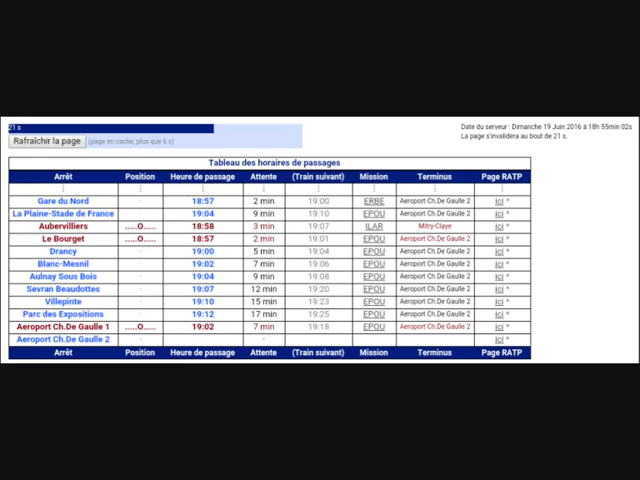 21 s
Date du serveur : Dimanche 19 Juin 2016 à 18h 55min 02s
Rafraîchir la page (page en cache, plus que 6 s)
La page s'invalidera au bout de 21 s.
Tableau des horaires de passages
Arrêt Position Heure de passage Attente (Train suivant) Mission Terminus Page RATP
Gare du Nord 18:57 2 min 19:00 ERBE Aeroport Ch.De Gaulle 2 ici *
La Plaine-Stade de France 19:04 9 min 19:10 EPOU Aeroport Ch.De Gaulle 2 ici *
Aubervilliers .....O..... 18:58 3 min 19:07 ILAR Mitry-Claye ici *
Le Bourget .....O..... 18:57 2 min 19:01 EPOU Aeroport Ch.De Gaulle 2 ici *
Drancy 19:00 5 min 19:04 EPOU Aeroport Ch.De Gaulle 2 ici *
Blanc-Mesnil 19:02 7 min 19:06 EPOU Aeroport Ch.De Gaulle 2 ici *
Aulnay Sous Bois 19:04 9 min 19:08 EPOU Aeroport Ch.De Gaulle 2 ici *
Sevran Beaudottes 19:07 12 min 19:20 EPOU Aeroport Ch.De Gaulle 2 ici *
Villepinte 19:10 15 min 19:23 EPOU Aeroport Ch.De Gaulle 2 ici *
Parc des Expositions 19:12 17 min 19:25 EPOU Aeroport Ch.De Gaulle 2 ici *
Aeroport Ch.De Gaulle 1 .....O..... 19:02 7 min 19:18 EPOU Aeroport Ch.De Gaulle 2 ici *
Aeroport Ch.De Gaulle 2 ici *
Arrêt Position Heure de passage Attente (Train suivant) Mission Terminus Page RATP